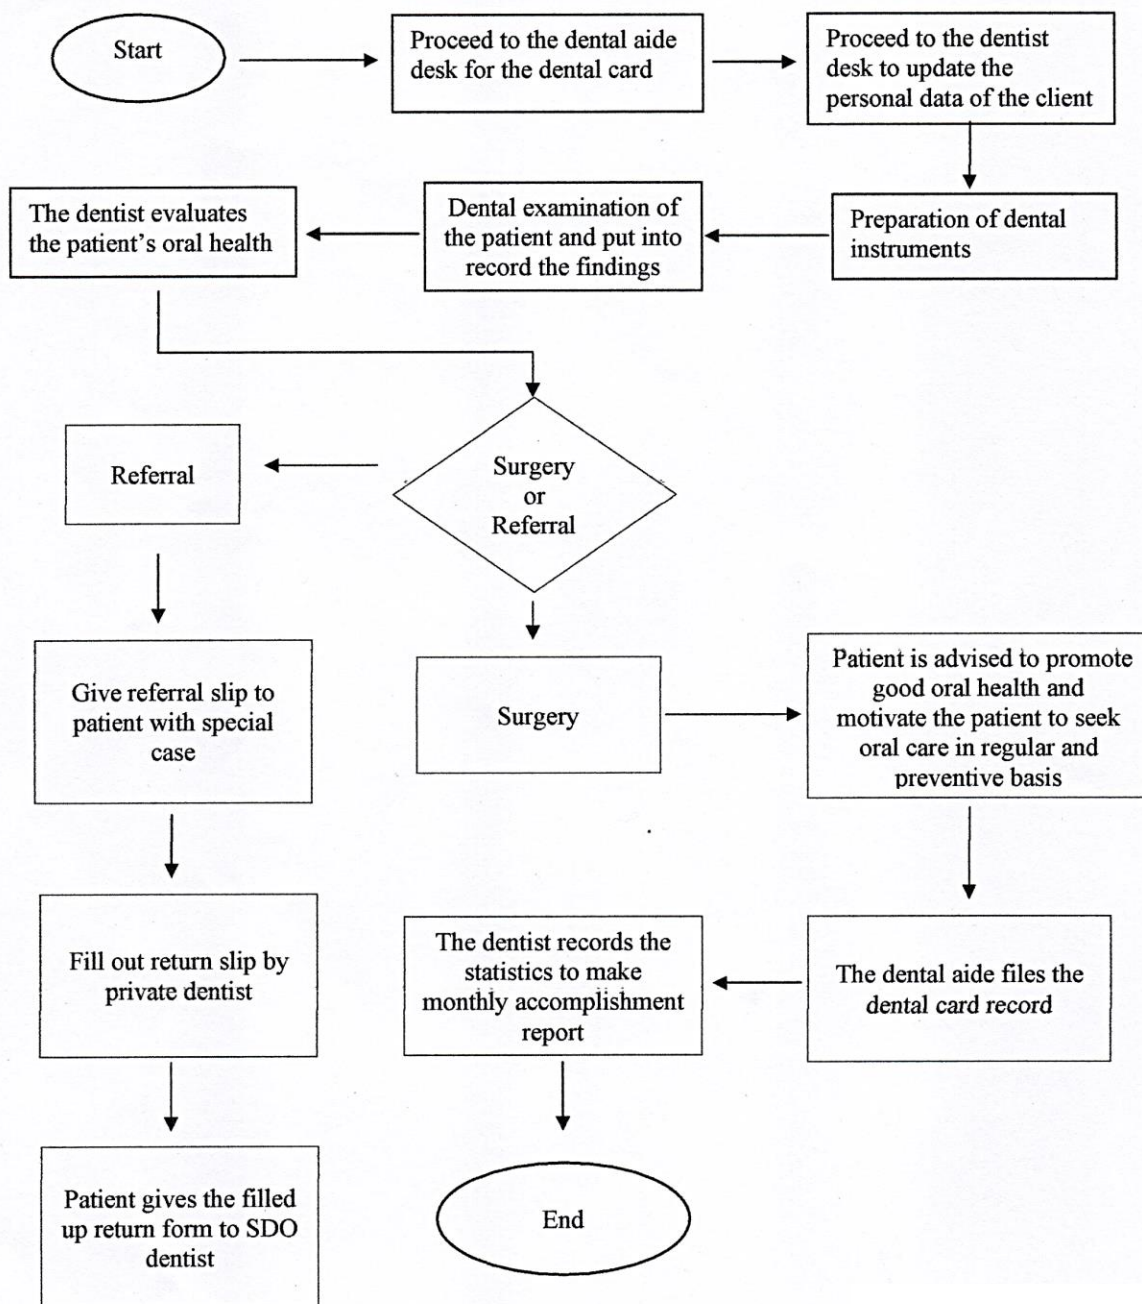 Start
Proceed to the dental aide
desk for the dental card
Proceed to the dentist
desk to update the
personal data of the client
Preparation of dental
instruments
Dental examination of
the patient and put into
record the findings
The dentist evaluates
the patient's oral health
Surgery
or
Referral
Referral
Give referral slip to
patient with special
case
Fill out return slip by
private dentist
Patient gives the filled
up return form to SDO
dentist
Surgery
Patient is advised to promote
good oral health and
motivate the patient to seek
oral care in regular and
preventive basis
The dental aide files the
dental card record
The dentist records the
statistics to make
monthly accomplishment
report
End